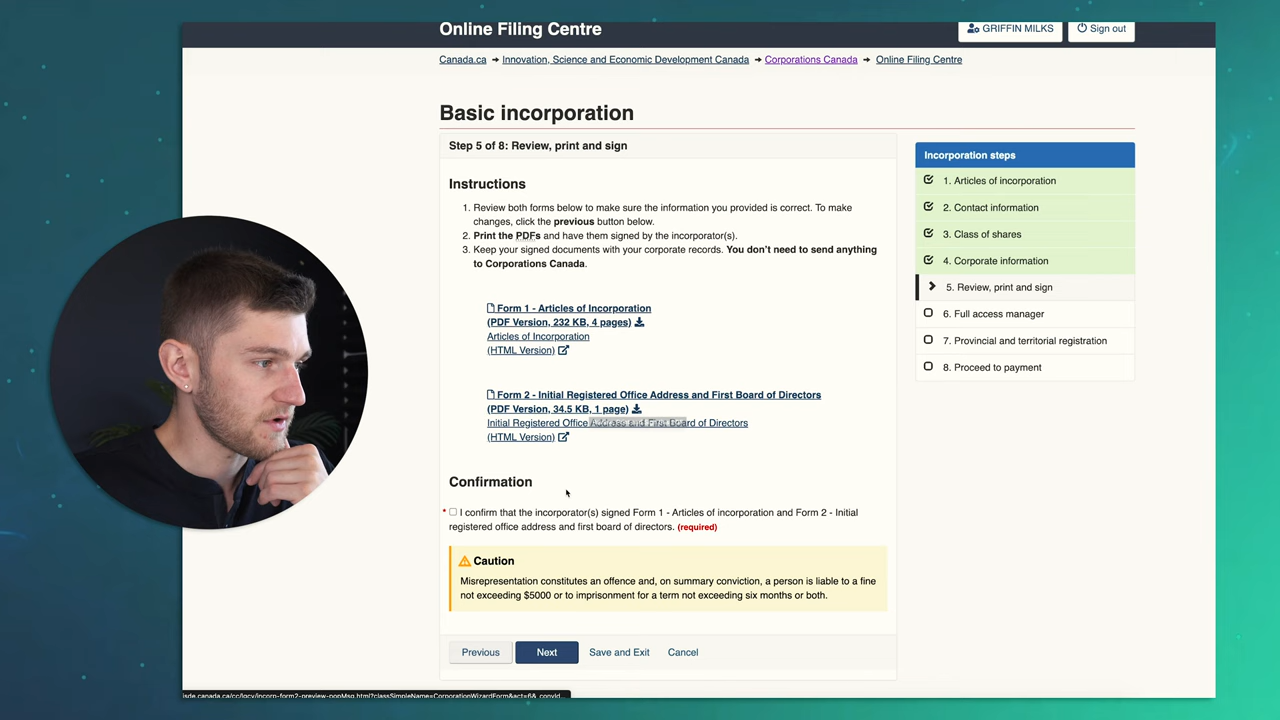 Online Filing Centre
GRIFFIN MILKS
Sign out
Canada.ca → Innovation, Science and Economic Development Canada → Corporations Canada → Online Filing Centre
Basic incorporation
Step 5 of 8: Review, print and sign
Instructions
1. Review both forms below to make sure the information you provided is correct. To make
changes, click the previous button below.
2. Print the PDFs and have them signed by the incorporator(s).
3. Keep your signed documents with your corporate records. You don't need to send anything
to Corporations Canada.
Form 1 - Articles of Incorporation
(PDF Version, 232 KB, 4 pages)
Articles of Incorporation
(HTML Version)
Form 2 - Initial Registered Office Address and First Board of Directors
(PDF Version, 34.5 KB, 1 page)
Initial Registered Office Address and First Board of Directors
(HTML Version)
Confirmation
* I confirm that the incorporator(s) signed Form 1 - Articles of incorporation and Form 2 - Initial
registered office address and first board of directors. (required)
Caution
Misrepresentation constitutes an offence and, on summary conviction, a person is liable to a fine
not exceeding $5000 or to imprisonment for a term not exceeding six months or both.
Previous
Next
Save and Exit
Cancel
Incorporation steps
1. Articles of incorporation
2. Contact information
3. Class of shares
4. Corporate information
5. Review, print and sign
6. Full access manager
7. Provincial and territorial registration
8. Proceed to payment